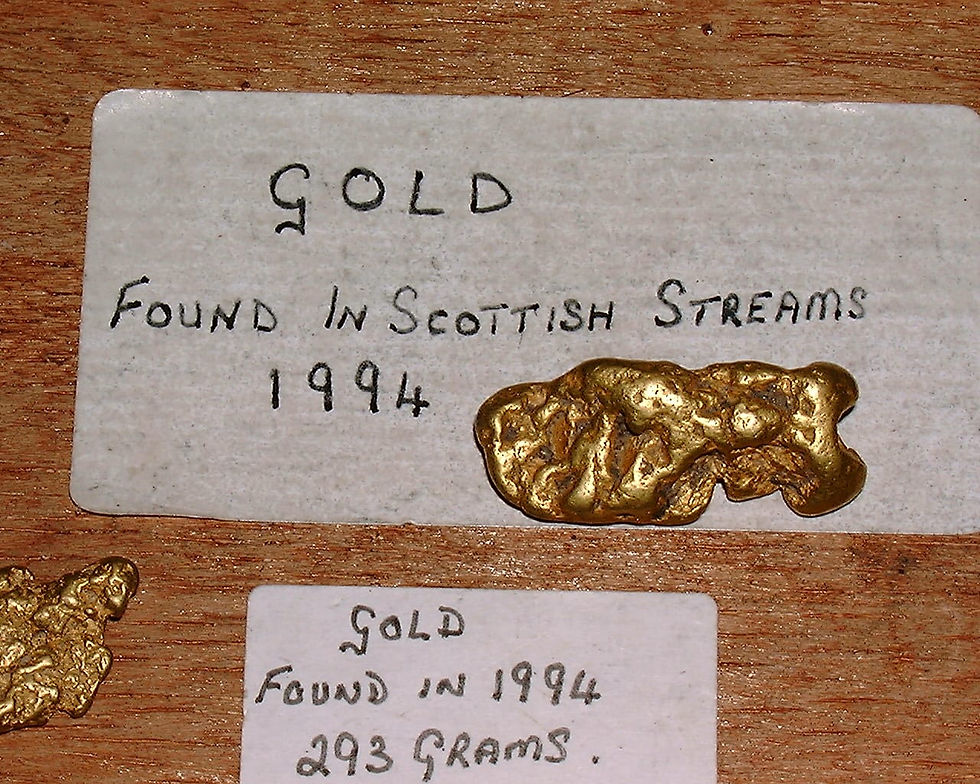 GOLD
FOUND IN SCOTTISH STREAMS
1994
GOLD
FOUND IN 1994
293 GRAMS.